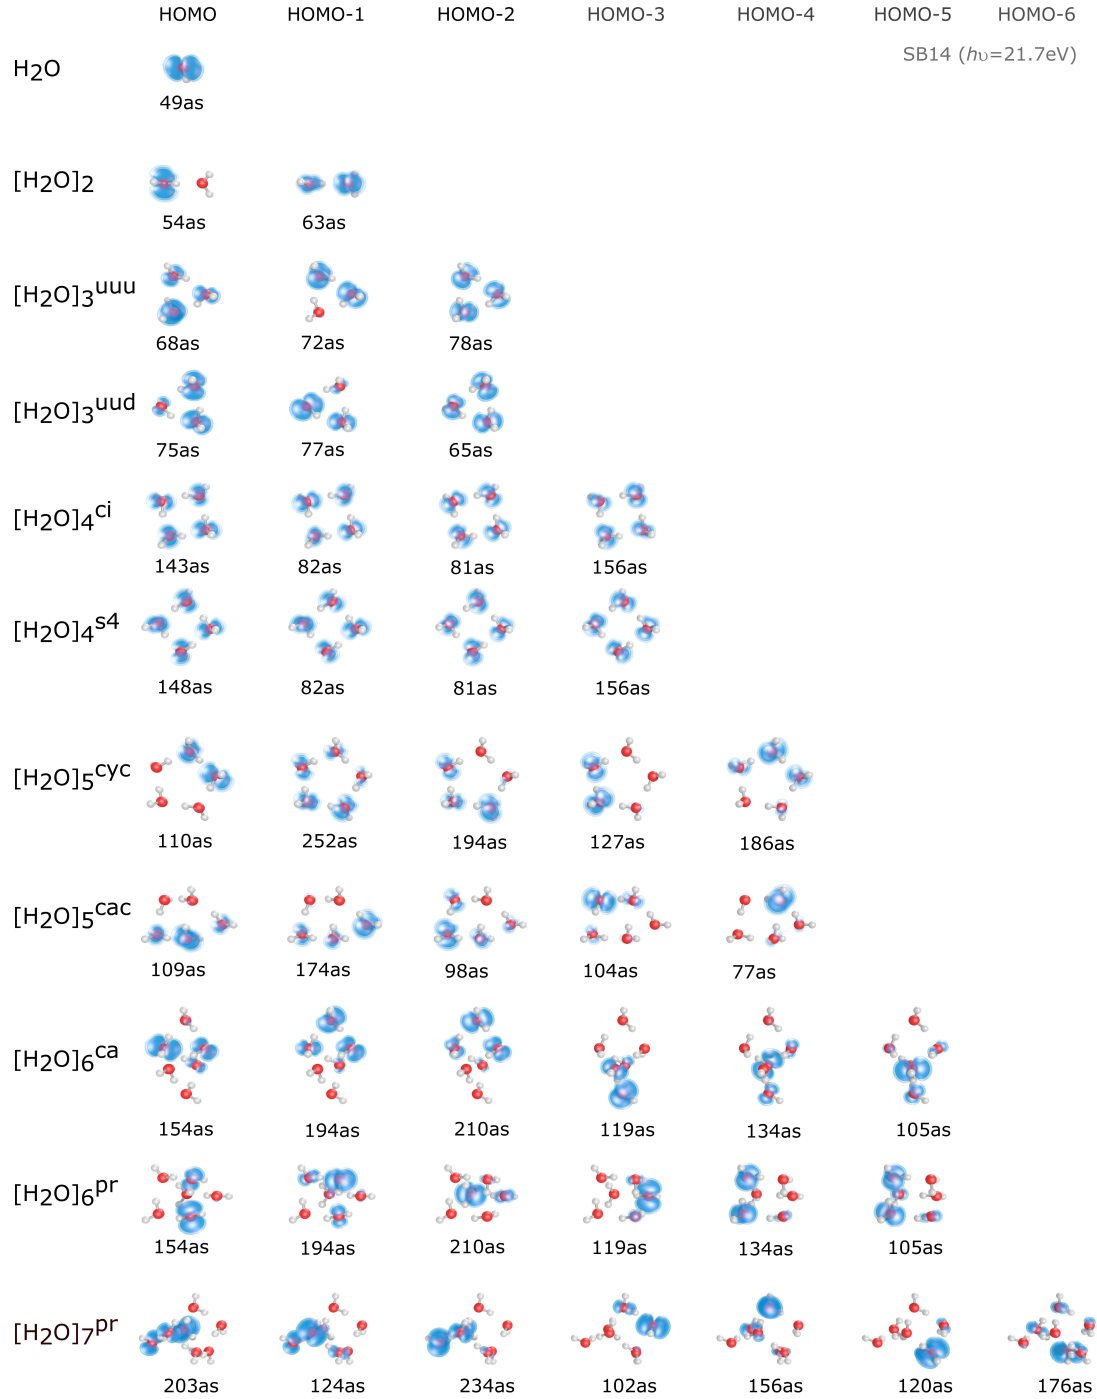 HOMO HOMO-1 HOMO-2 HOMO-3 HOMO-4 HOMO-5 HOMO-6
SB14 (hυ=21.7eV)
H2O
49as
[H2O]2
54as 63as
[H2O]3uuu
68as 72as 78as
[H2O]3uud
75as 77as 65as
[H2O]4ci
143as 82as 81as 156as
[H2O]4s4
148as 82as 81as 156as
[H2O]5cyc
110as 252as 194as 127as 186as
[H2O]5cac
109as 174as 98as 104as 77as
[H2O]6ca
154as 194as 210as 119as 134as 105as
[H2O]6pr
154as 194as 210as 119as 134as 105as
[H2O]7pr
203as 124as 234as 102as 156as 120as 176as